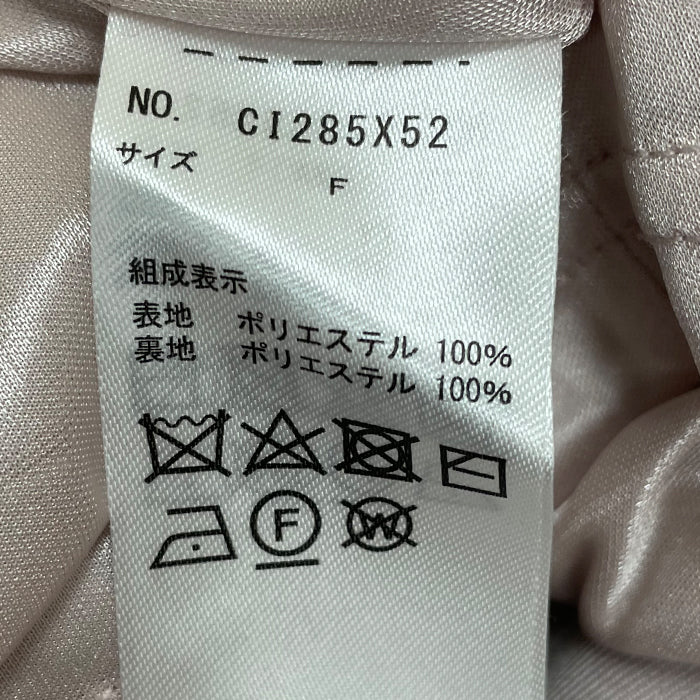 NO. CI285X52
サイズ F
組成表示
表地 ポリエステル 100%
裏地 ポリエステル 100%
F W